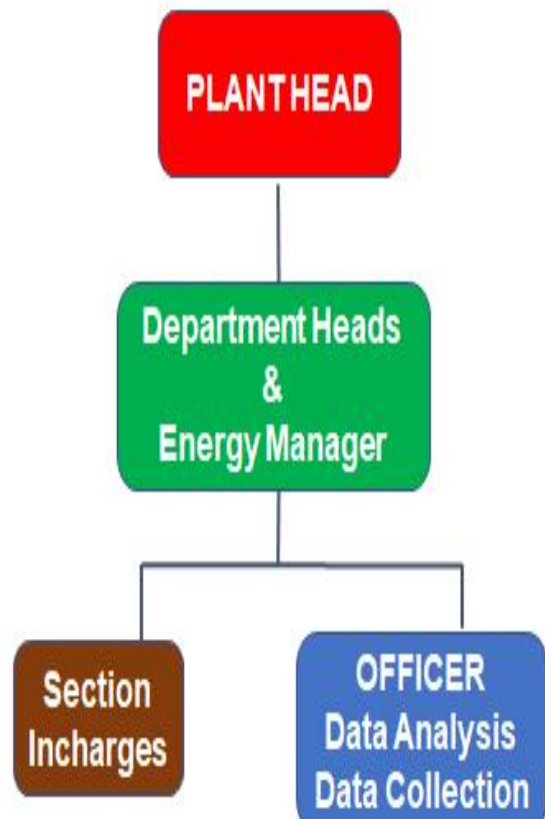 PLANT HEAD
Department Heads
&
Energy Manager
Section
Incharges
OFFICER
Data Analysis
Data Collection